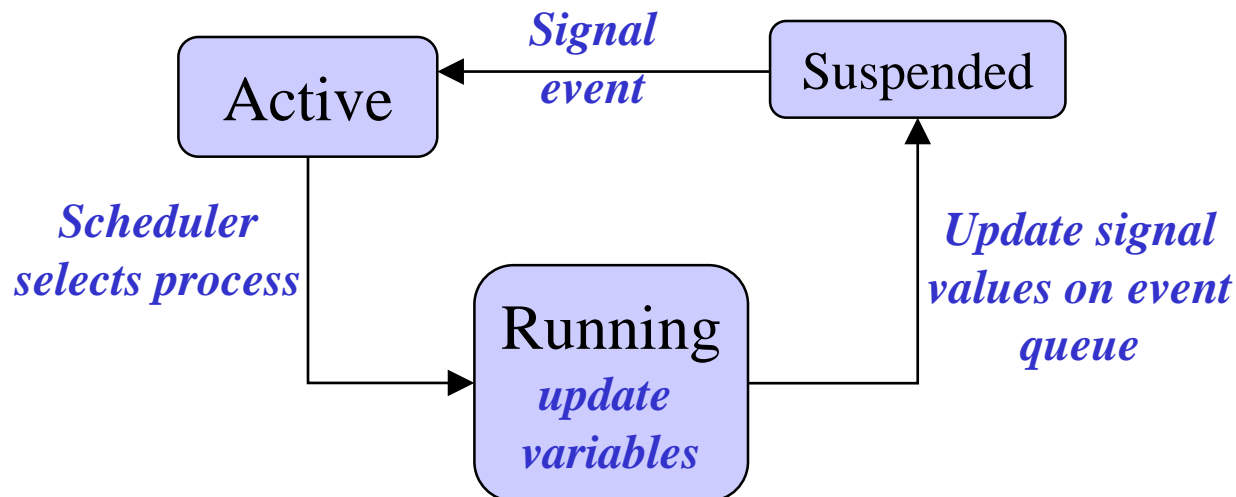 Signal
event
Active
Suspended
Scheduler
selects process
Update signal
values on event
queue
Running
update
variables